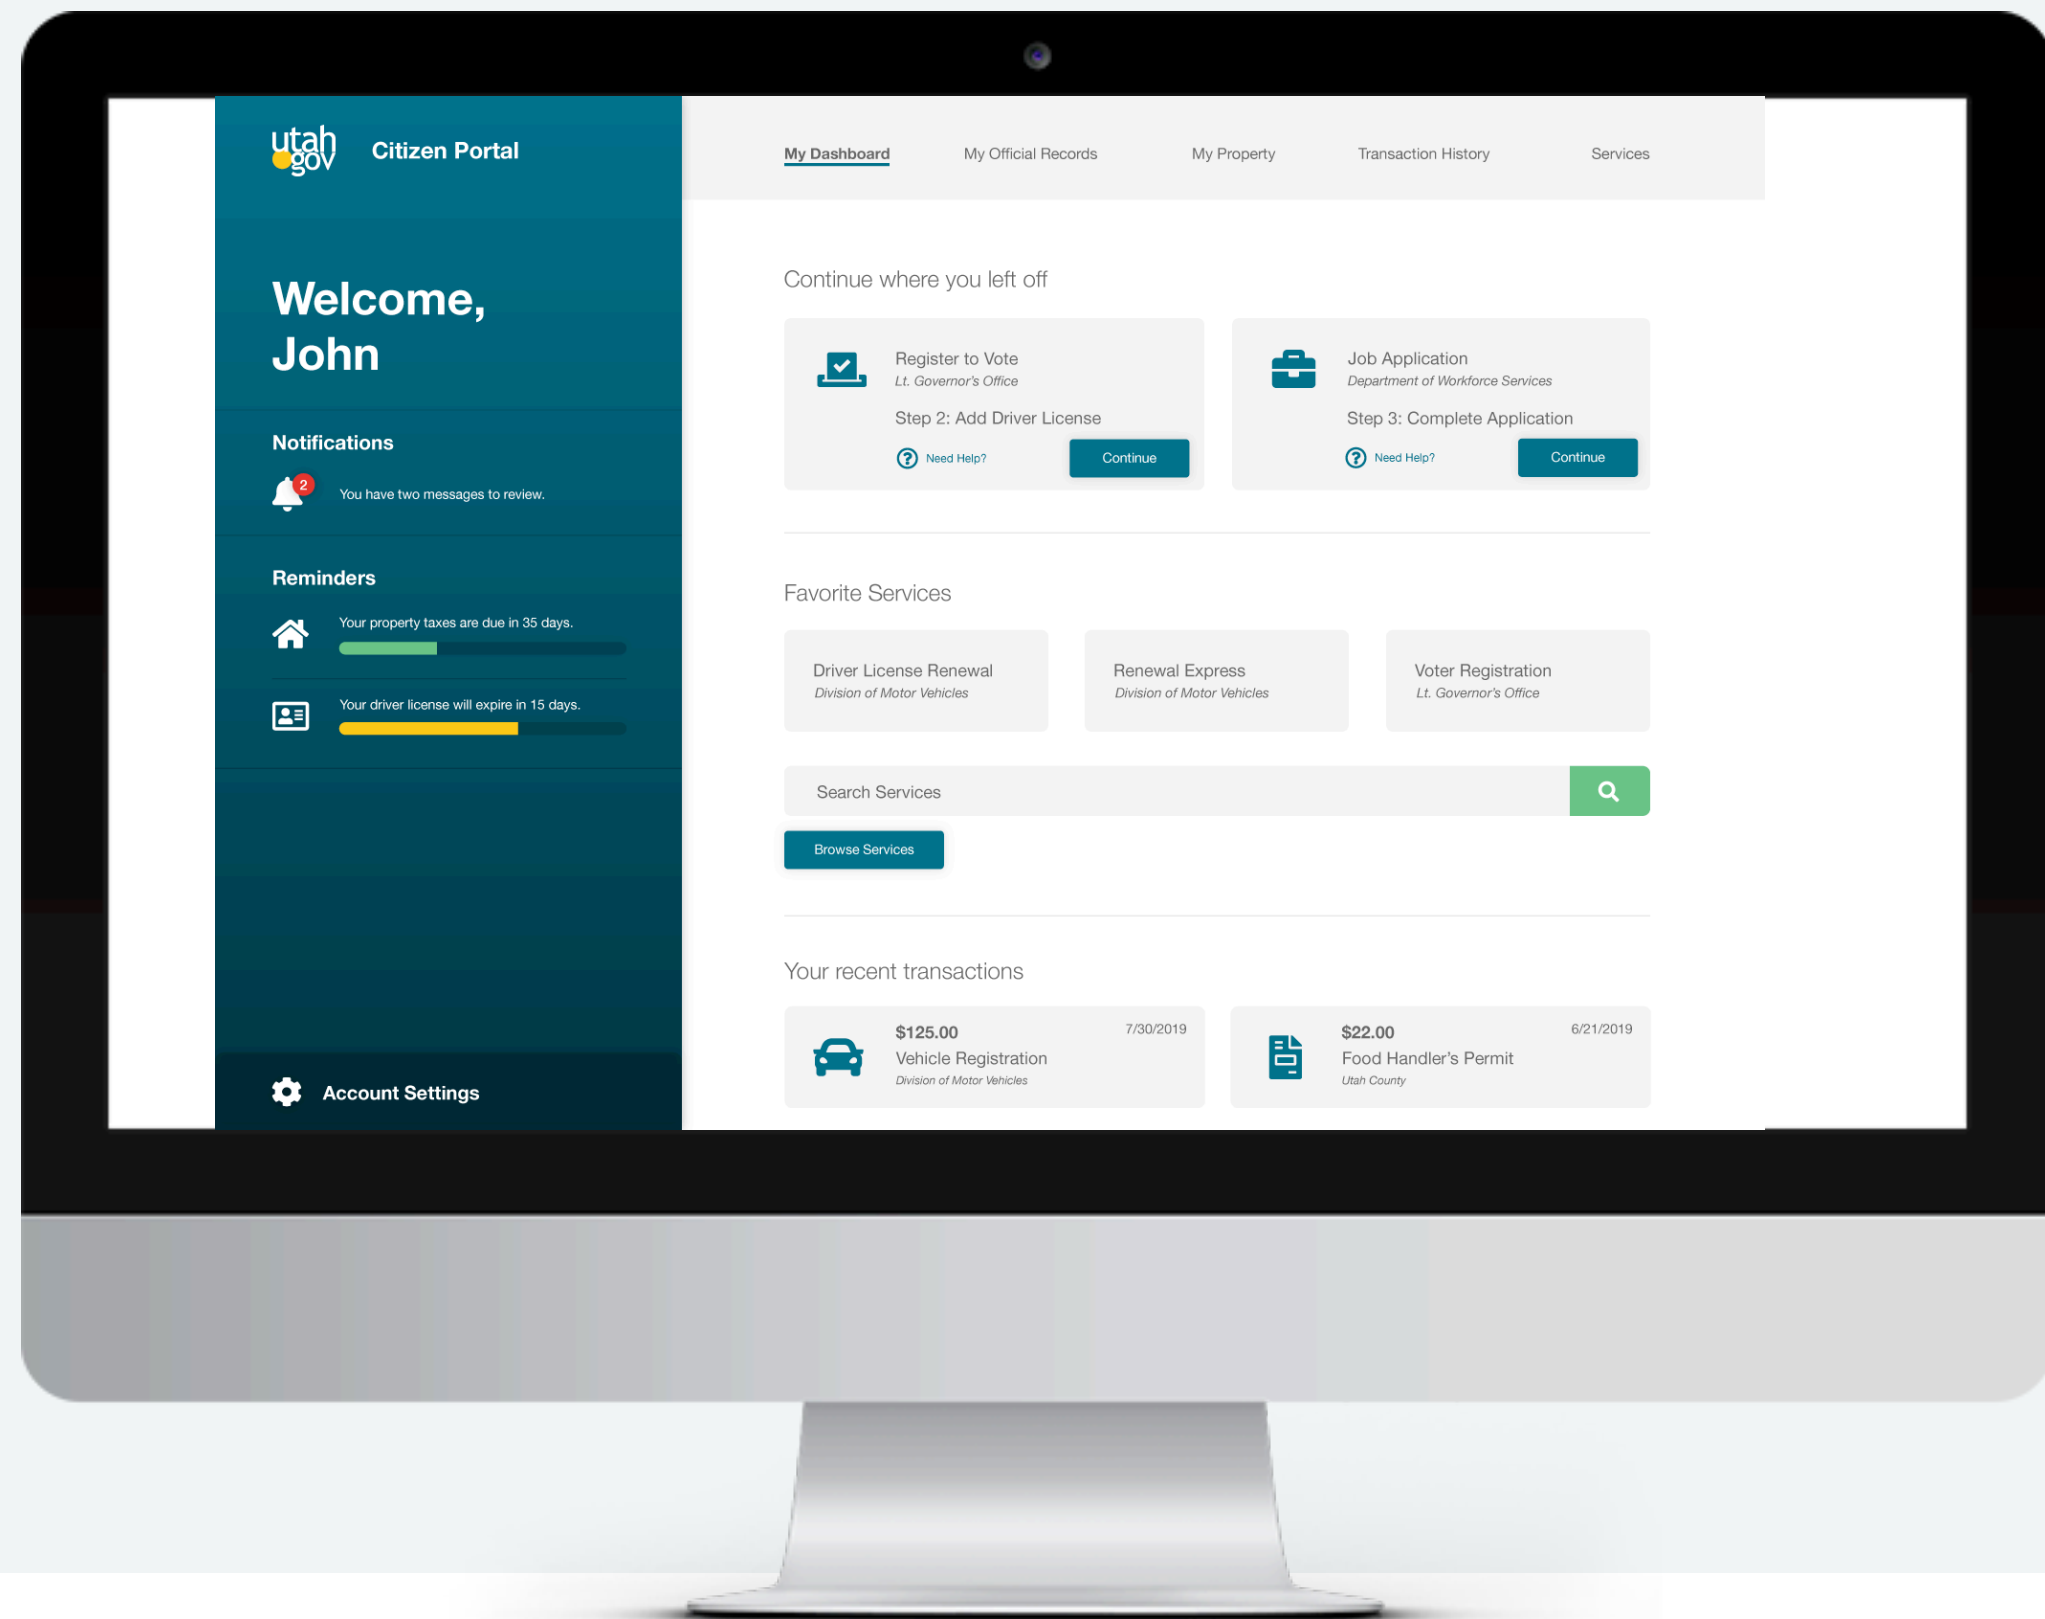 utah
gov
Citizen Portal
My Dashboard
My Official Records
My Property
Transaction History
Services
Welcome,
John
Notifications
2
You have two messages to review.
Reminders
Your property taxes are due in 35 days.
Your driver license will expire in 15 days.
Account Settings
Continue where you left off
Register to Vote
Lt. Governor's Office
Step 2: Add Driver License
Need Help?
Continue
Job Application
Department of Workforce Services
Step 3: Complete Application
Need Help?
Continue
Favorite Services
Driver License Renewal
Division of Motor Vehicles
Renewal Express
Division of Motor Vehicles
Voter Registration
Lt. Governor's Office
Search Services
Browse Services
Your recent transactions
$125.00
7/30/2019
Vehicle Registration
Division of Motor Vehicles
$22.00
6/21/2019
Food Handler's Permit
Utah County